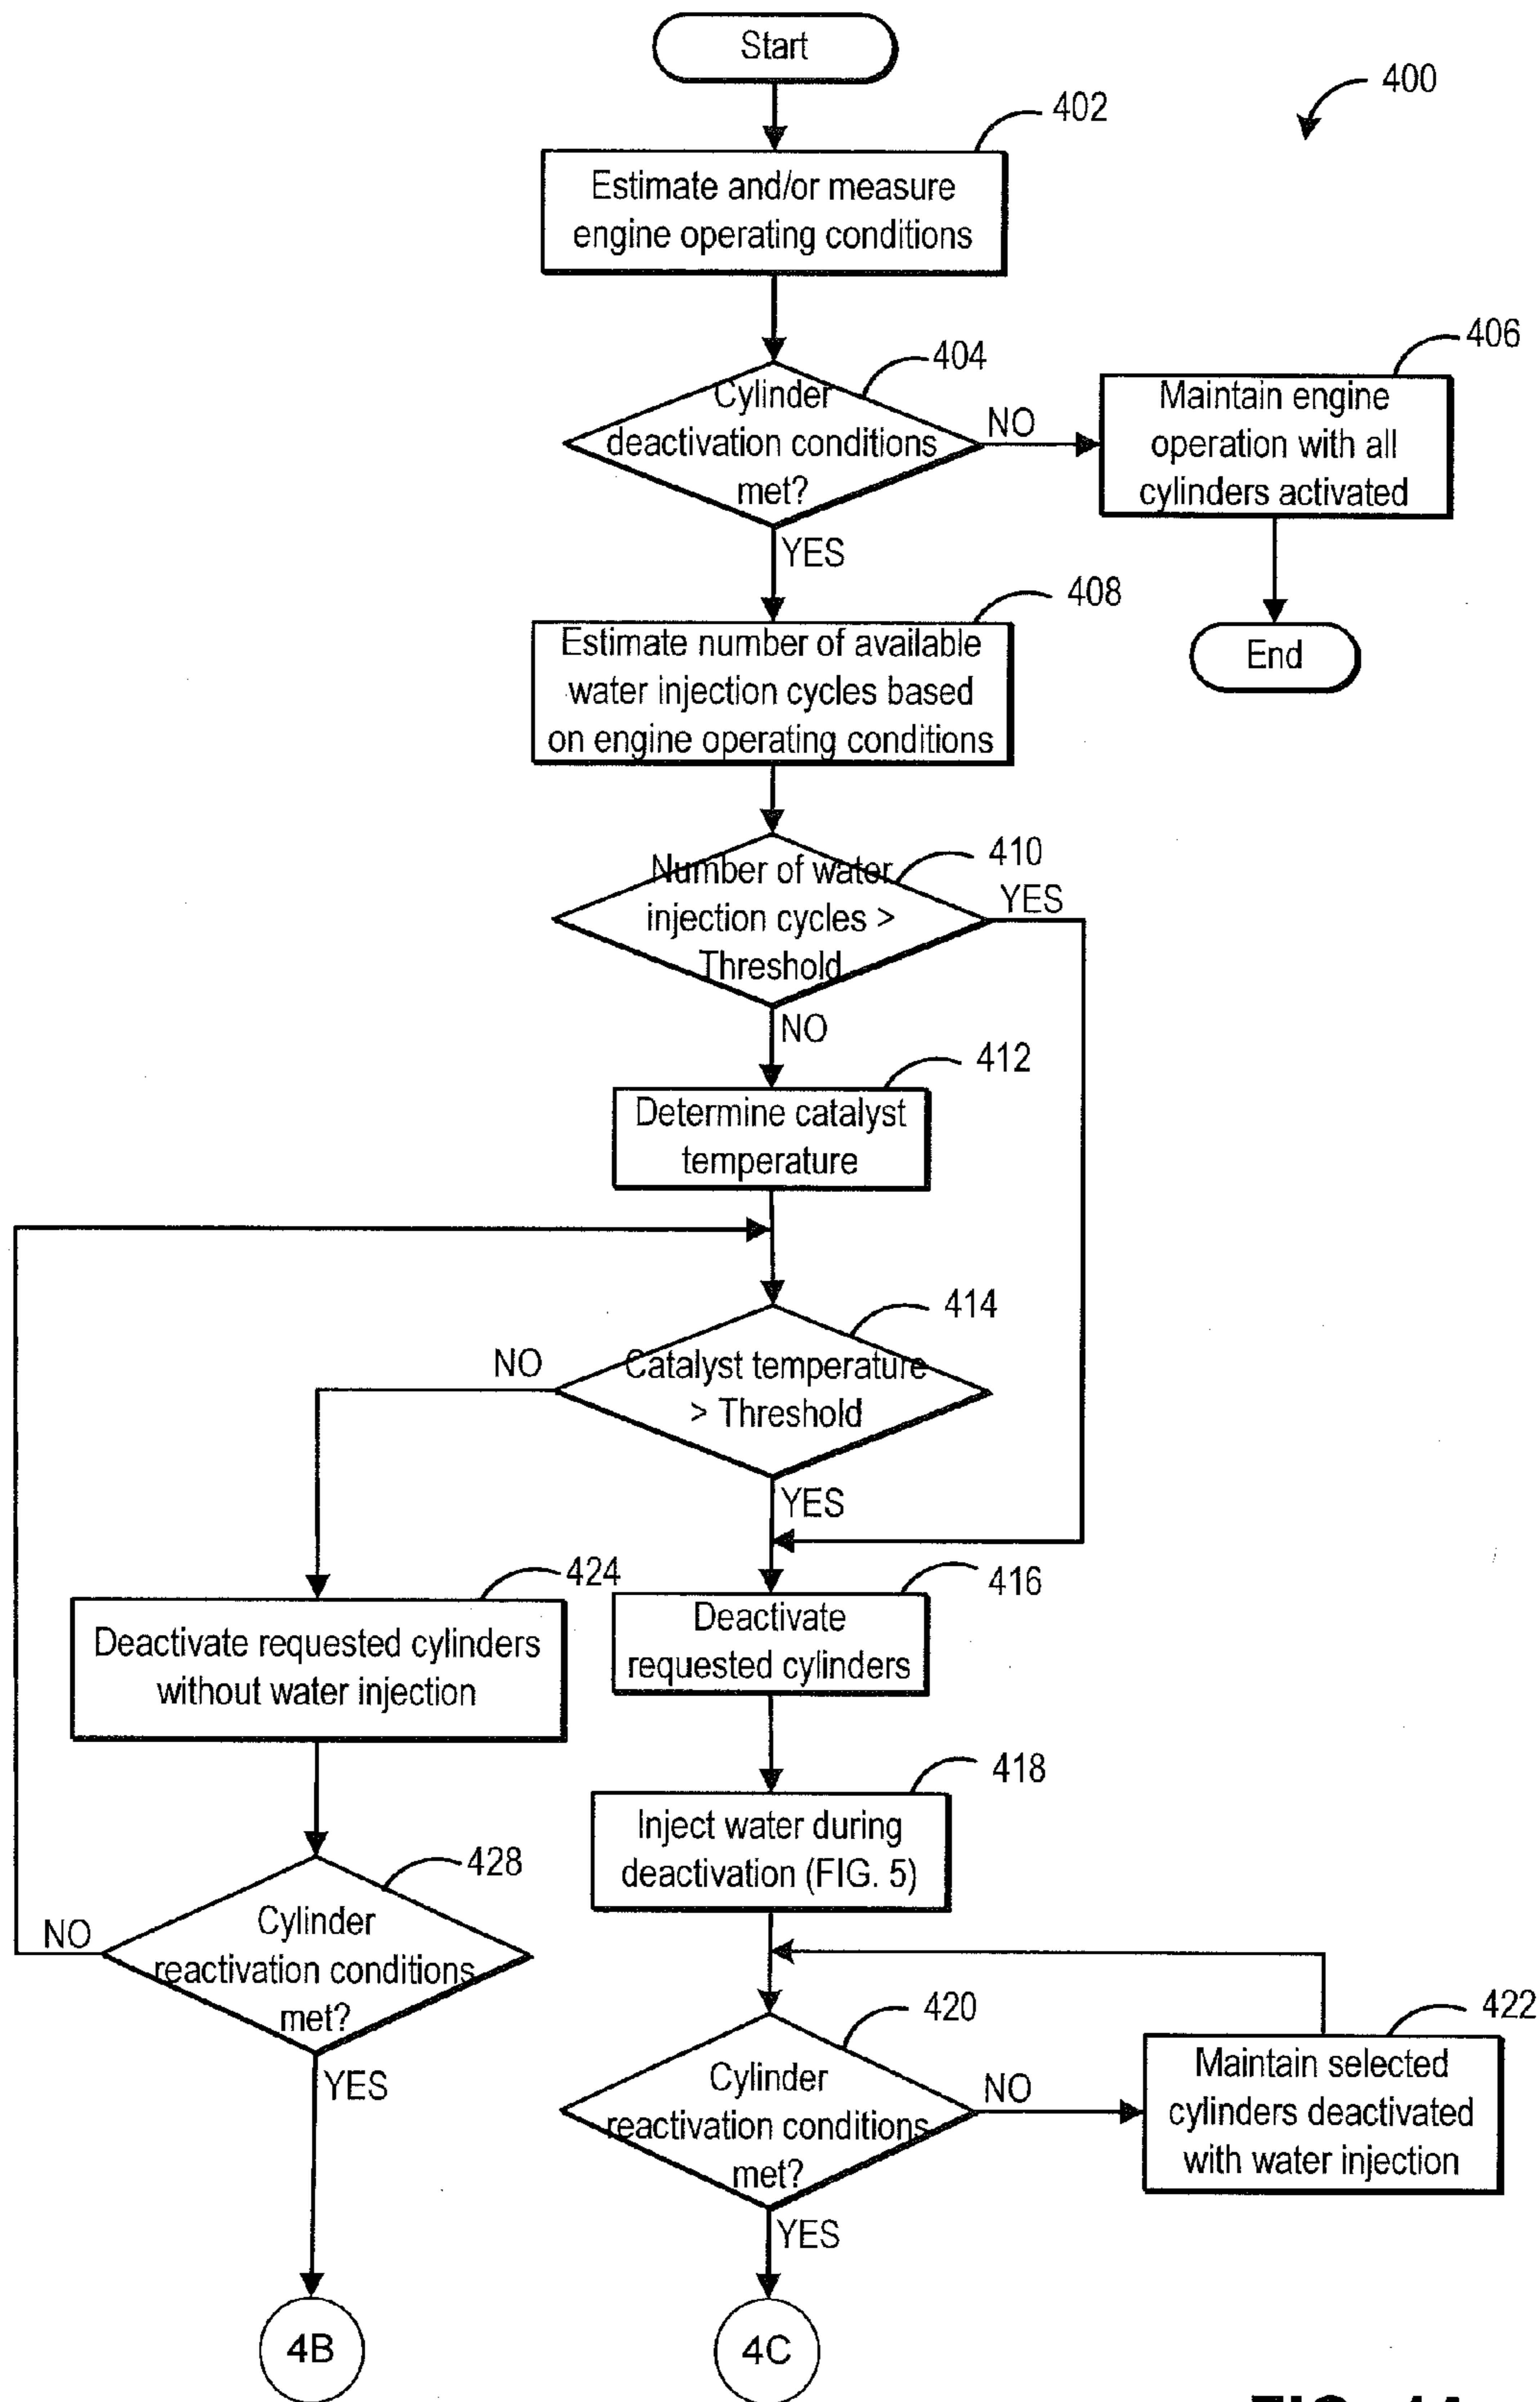 Start
400
402
Estimate and/or measure
engine operating conditions
404
Cylinder
deactivation conditions
met?
NO
406
Maintain engine
operation with all
cylinders activated
YES
End
408
Estimate number of available
water injection cycles based
on engine operating conditions
410
Number of water
injection cycles >
Threshold
YES
NO
412
Determine catalyst
temperature
414
Catalyst temperature
> Threshold
NO
YES
424
Deactivate requested cylinders
without water injection
416
Deactivate
requested cylinders
418
Inject water during
deactivation (FIG. 5)
428
Cylinder
reactivation conditions
met?
NO
YES
420
Cylinder
reactivation conditions
met?
NO
422
Maintain selected
cylinders deactivated
with water injection
YES
4B
4C